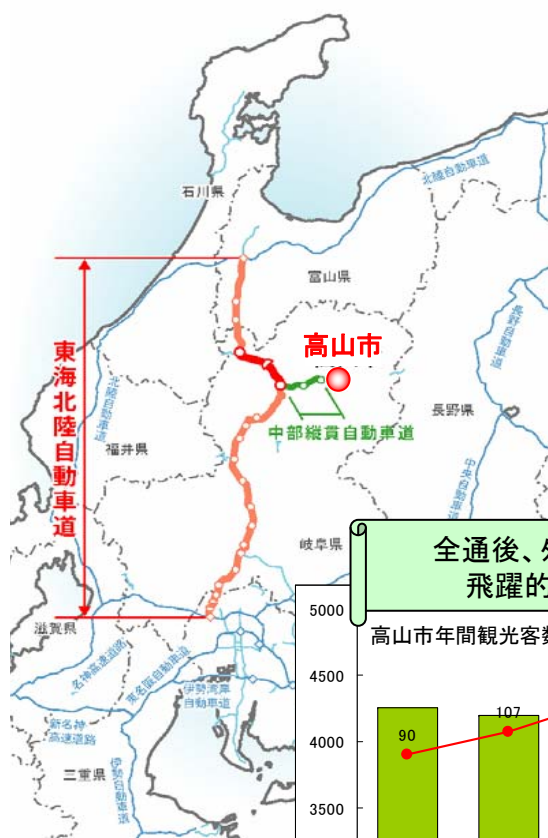 石川県
北陸自動車道
富山県
高山市
長野自動車道
東海北陸自動車道
北陸自動車道
中部縦貫自動車道
長野県
福井県
中央自動車道
岐阜県
全通後、外
飛躍的
滋賀県
名神高速道路
東名阪自動車道
伊勢湾岸
自動車道
新名神
高速道路
三重県
伊勢自動車道
高山市年間観光客数
5000
4500
4000
3500
90
107